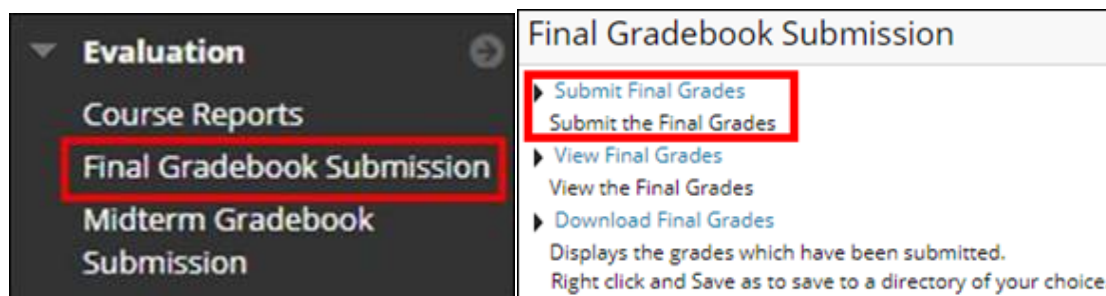 Evaluation
Course Reports
Final Gradebook Submission
Midterm Gradebook
Submission
Final Gradebook Submission
Submit Final Grades
Submit the Final Grades
View Final Grades
View the Final Grades
Download Final Grades
Displays the grades which have been submitted.
Right click and Save as to save to a directory of your choice